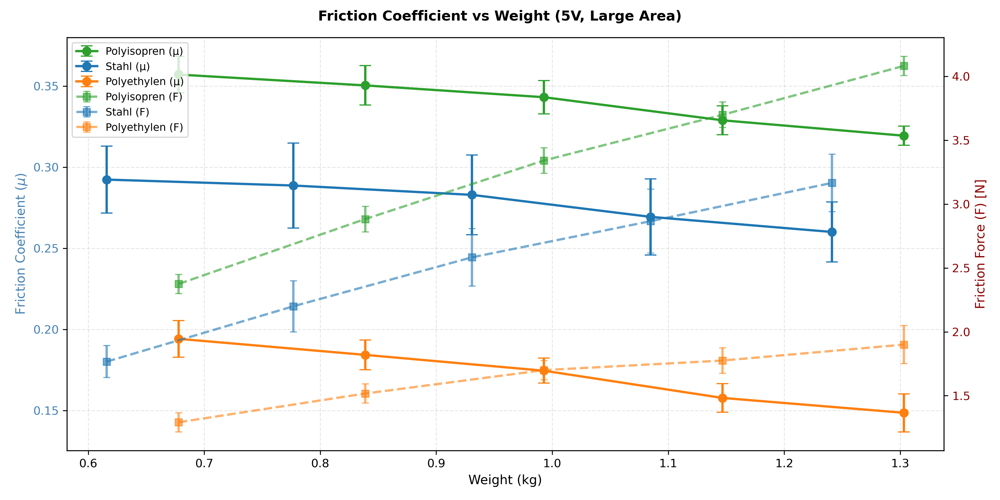 Friction Coefficient vs Weight (5V, Large Area)
Polyisopren (μ)
Stahl (μ)
Polyethylen (μ)
Polyisopren (F)
Stahl (F)
Polyethylen (F)
Friction Coefficient (μ)
0.35
0.30
0.25
0.20
0.15
4.0
3.5
3.0
2.5
2.0
1.5
Friction Force (F) [N]
0.6 0.7 0.8 0.9 1.0 1.1 1.2 1.3
Weight (kg)